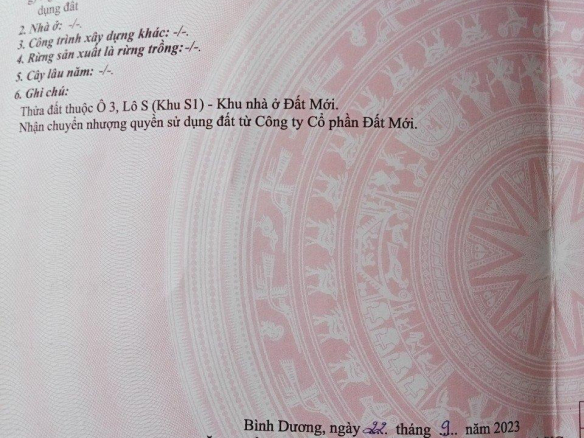 dụng đất
2. Nhà ở: -/-.
3. Công trình xây dựng khác: -/-.
4. Rừng sản xuất là rừng trồng:-/-.
5. Cây lâu năm: -/-.
6. Ghi chú:
Thửa đất thuộc Ô 3, Lô S (Khu S1) - Khu nhà ở Đất Mới.
Nhận chuyển nhượng quyền sử dụng đất từ Công ty Cổ phần Đất Mới.
Bình Dương, ngày 22. tháng 9.. năm 2023